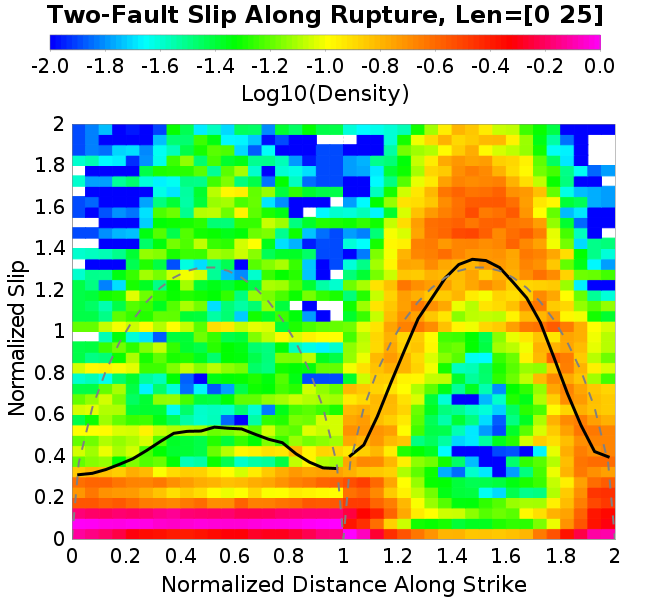 Two-Fault Slip Along Rupture, Len=[0 25]
-2.0 -1.8 -1.6 -1.4 -1.2 -1.0 -0.8 -0.6 -0.4 -0.2 0.0
Log10(Density)
2
1.8
1.6
1.4
1.2
1
0.8
0.6
0.4
0.2
0
Normalized Slip
0 0.2 0.4 0.6 0.8 1 1.2 1.4 1.6 1.8 2
Normalized Distance Along Strike